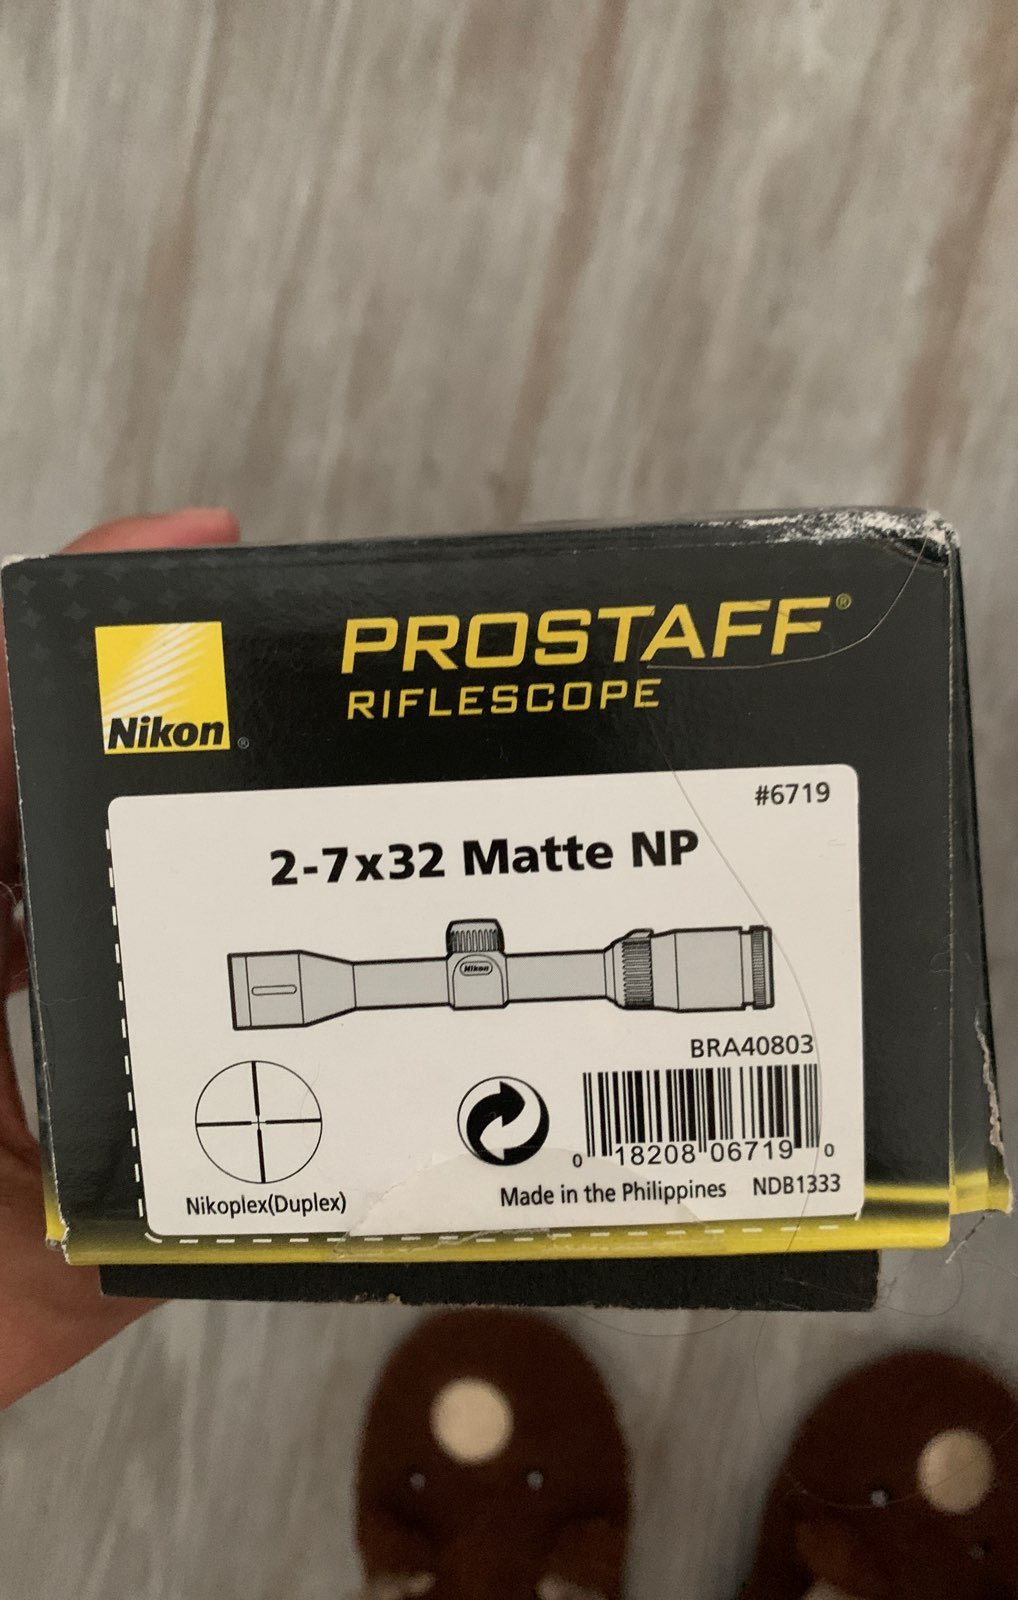 Nikon®
PROSTAFF®
RIFLESCOPE
#6719
2-7x32 Matte NP
Nikon
BRA40803
0 18208 06719 0
Nikoplex(Duplex)
Made in the Philippines NDB1333